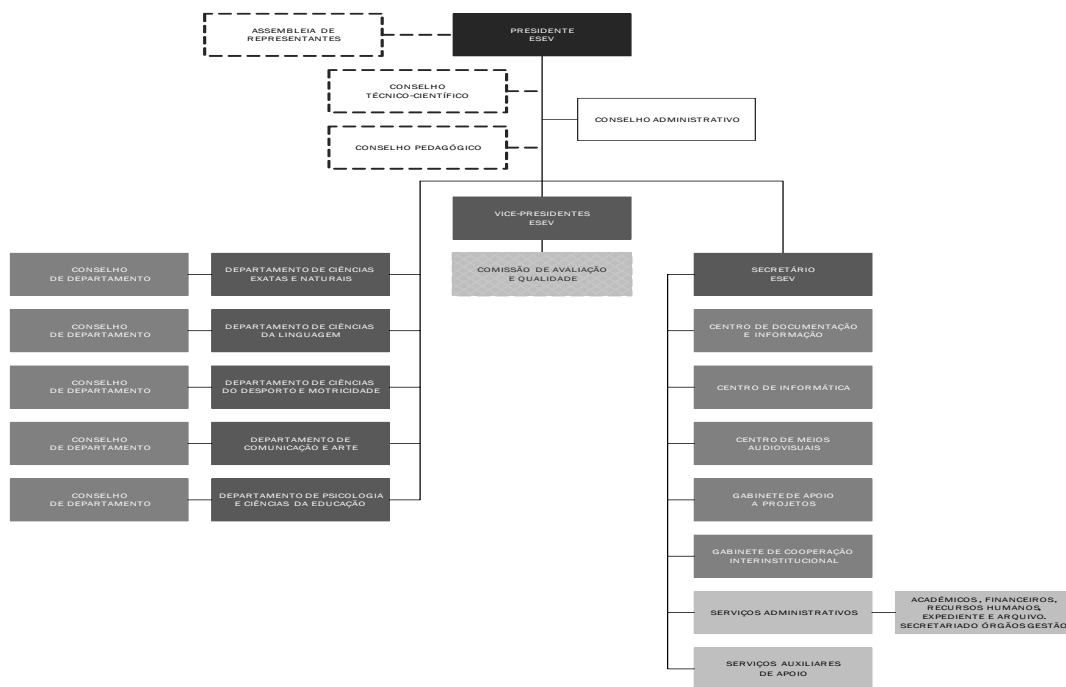 ASSEMBLEIA DE
REPRESENTANTES
PRESIDENTE
ESEV
CONSELHO
TÉCNICO-CIENTÍFICO
CONSELHO ADMINISTRATIVO
CONSELHO PEDAGÓGICO
VICE-PRESIDENTES
ESEV
CONSELHO
DE DEPARTAMENTO
DEPARTAMENTO DE CIÊNCIAS
EXATAS E NATURAIS
COMISSÃO DE AVALIAÇÃO
E QUALIDADE
SECRETÁRIO
ESEV
CONSELHO
DE DEPARTAMENTO
DEPARTAMENTO DE CIÊNCIAS
DA LINGUAGEM
CENTRO DE DOCUMENTAÇÃO
E INFORMAÇÃO
CONSELHO
DE DEPARTAMENTO
DEPARTAMENTO DE CIÊNCIAS
DO DESPORTO E MOTRICIDADE
CENTRO DE INFORMÁTICA
CONSELHO
DE DEPARTAMENTO
DEPARTAMENTO DE
COMUNICAÇÃO E ARTE
CENTRO DE MEIOS
AUDIOVISUAIS
CONSELHO
DE DEPARTAMENTO
DEPARTAMENTO DE PSICOLOGIA
E CIÊNCIAS DA EDUCAÇÃO
GABINETE DE APOIO
A PROJETOS
GABINETE DE COOPERAÇÃO
INTERINSTITUCIONAL
SERVIÇOS ADMINISTRATIVOS
ACADÉMICOS, FINANCEIROS,
RECURSOS HUMANOS,
EXPEDIENTE E ARQUIVO.
SECRETARIADO ÓRGÃOS GESTÃO
SERVIÇOS AUXILIARES
DE APOIO